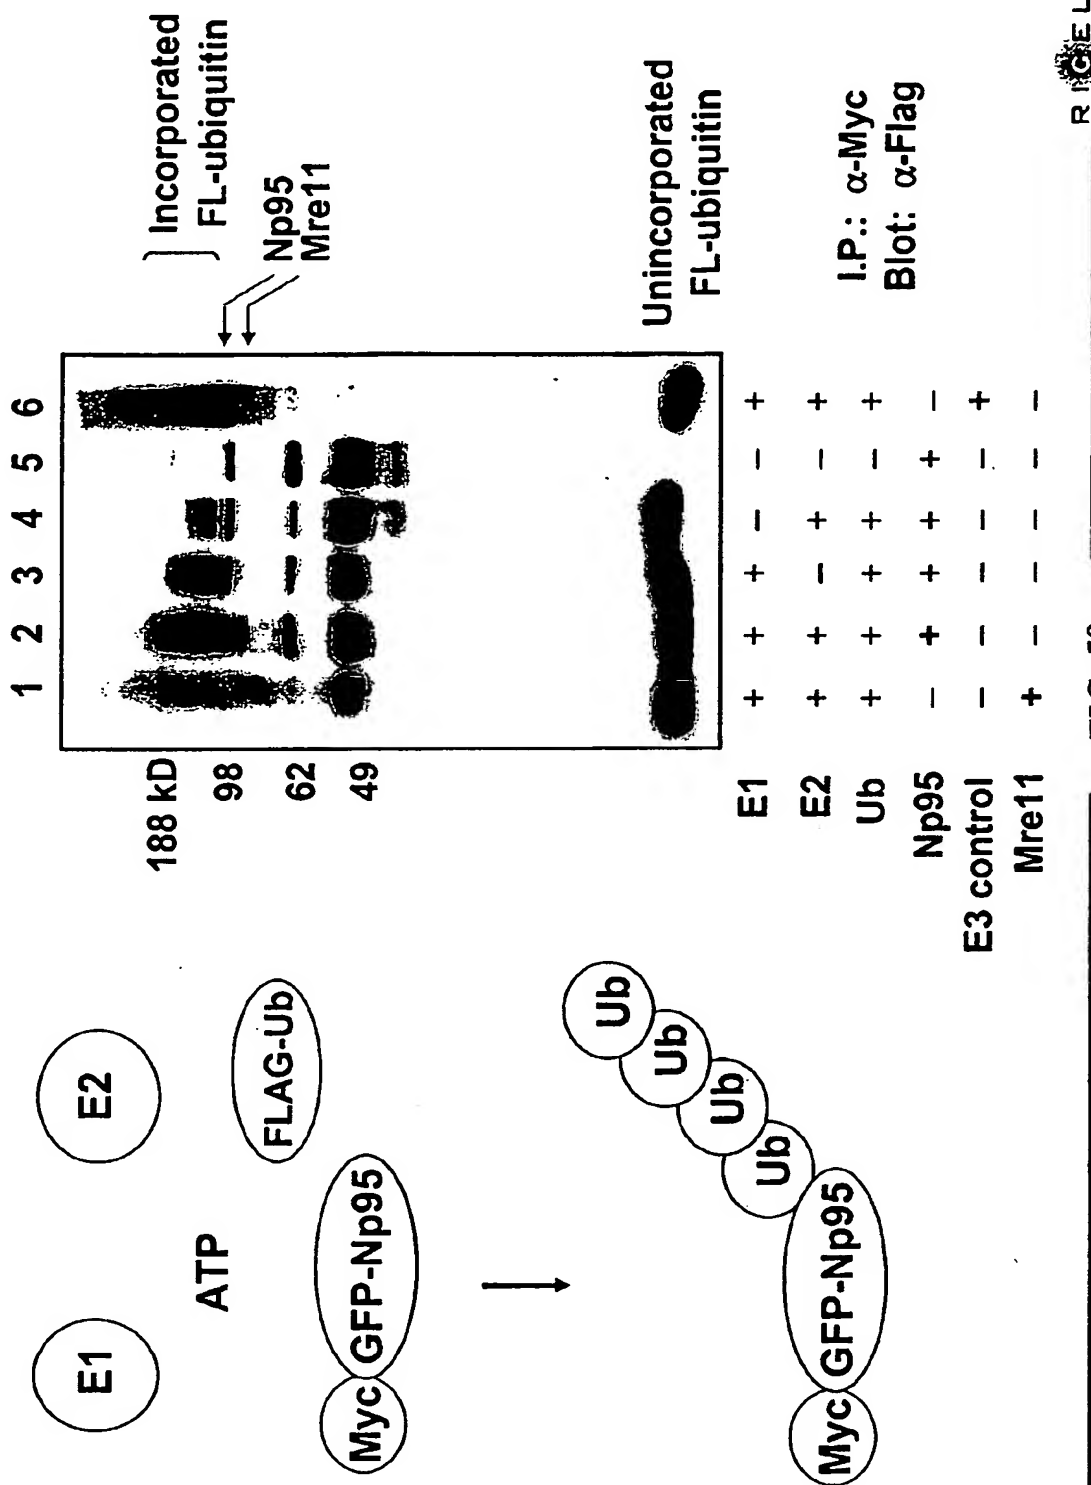 E1
E2
ATP
FLAG-Ub
Myc
GFP-Np95
Ub
Ub
Ub
Ub
Myc
GFP-Np95
1 2 3 4 5 6
188 kD
98
62
49
Incorporated
FL-ubiquitin
Np95
Mre11
Unincorporated
FL-ubiquitin
E1 + + + − − +
E2 + + − + − +
Ub + + + + − +
Np95 − + + + + −
E3 control − − − − − +
Mre11 + − − − − −
I.P.: α-Myc
Blot: α-Flag